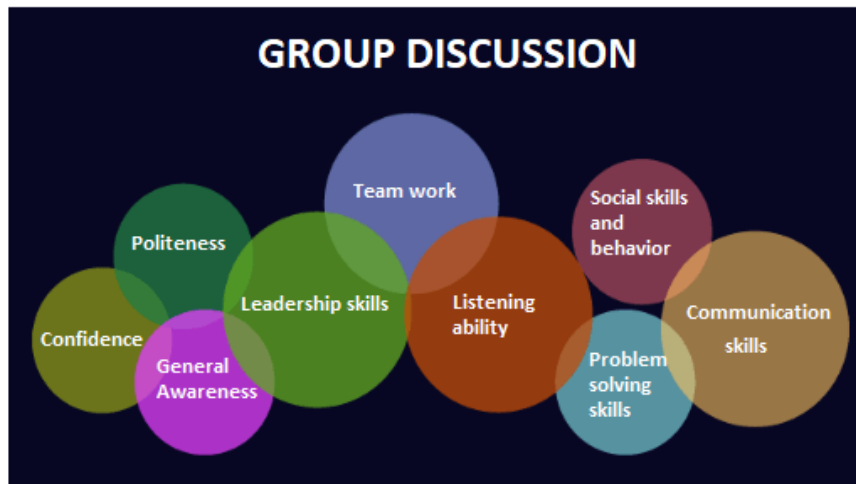 GROUP DISCUSSION
Team work
Social skills
and
behavior
Politeness
Leadership skills
Listening
ability
Communication
skills
Confidence
General
Awareness
Problem
solving
skills